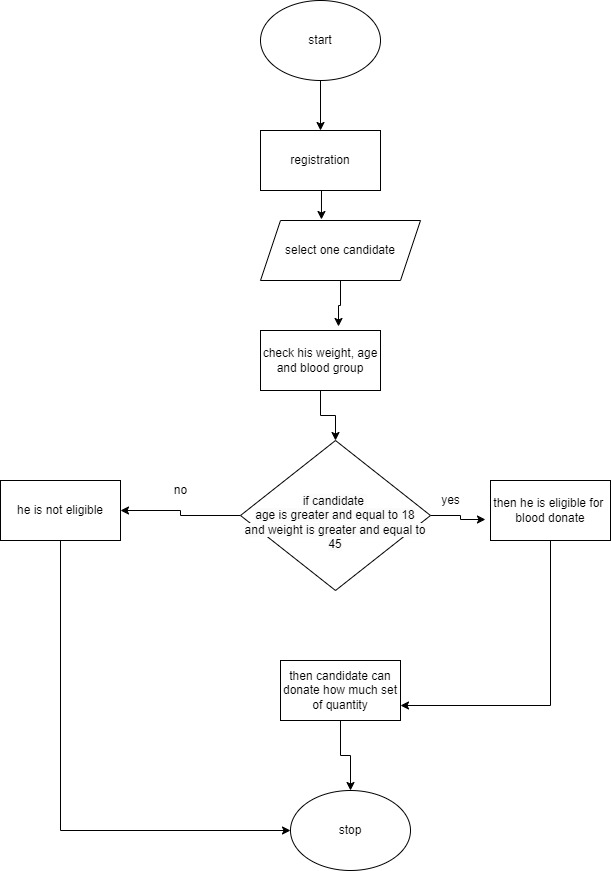 start
registration
select one candidate
check his weight, age
and blood group
if candidate
age is greater and equal to 18
and weight is greater and equal to
45
no
he is not eligible
yes
then he is eligible for
blood donate
then candidate can
donate how much set
of quantity
stop